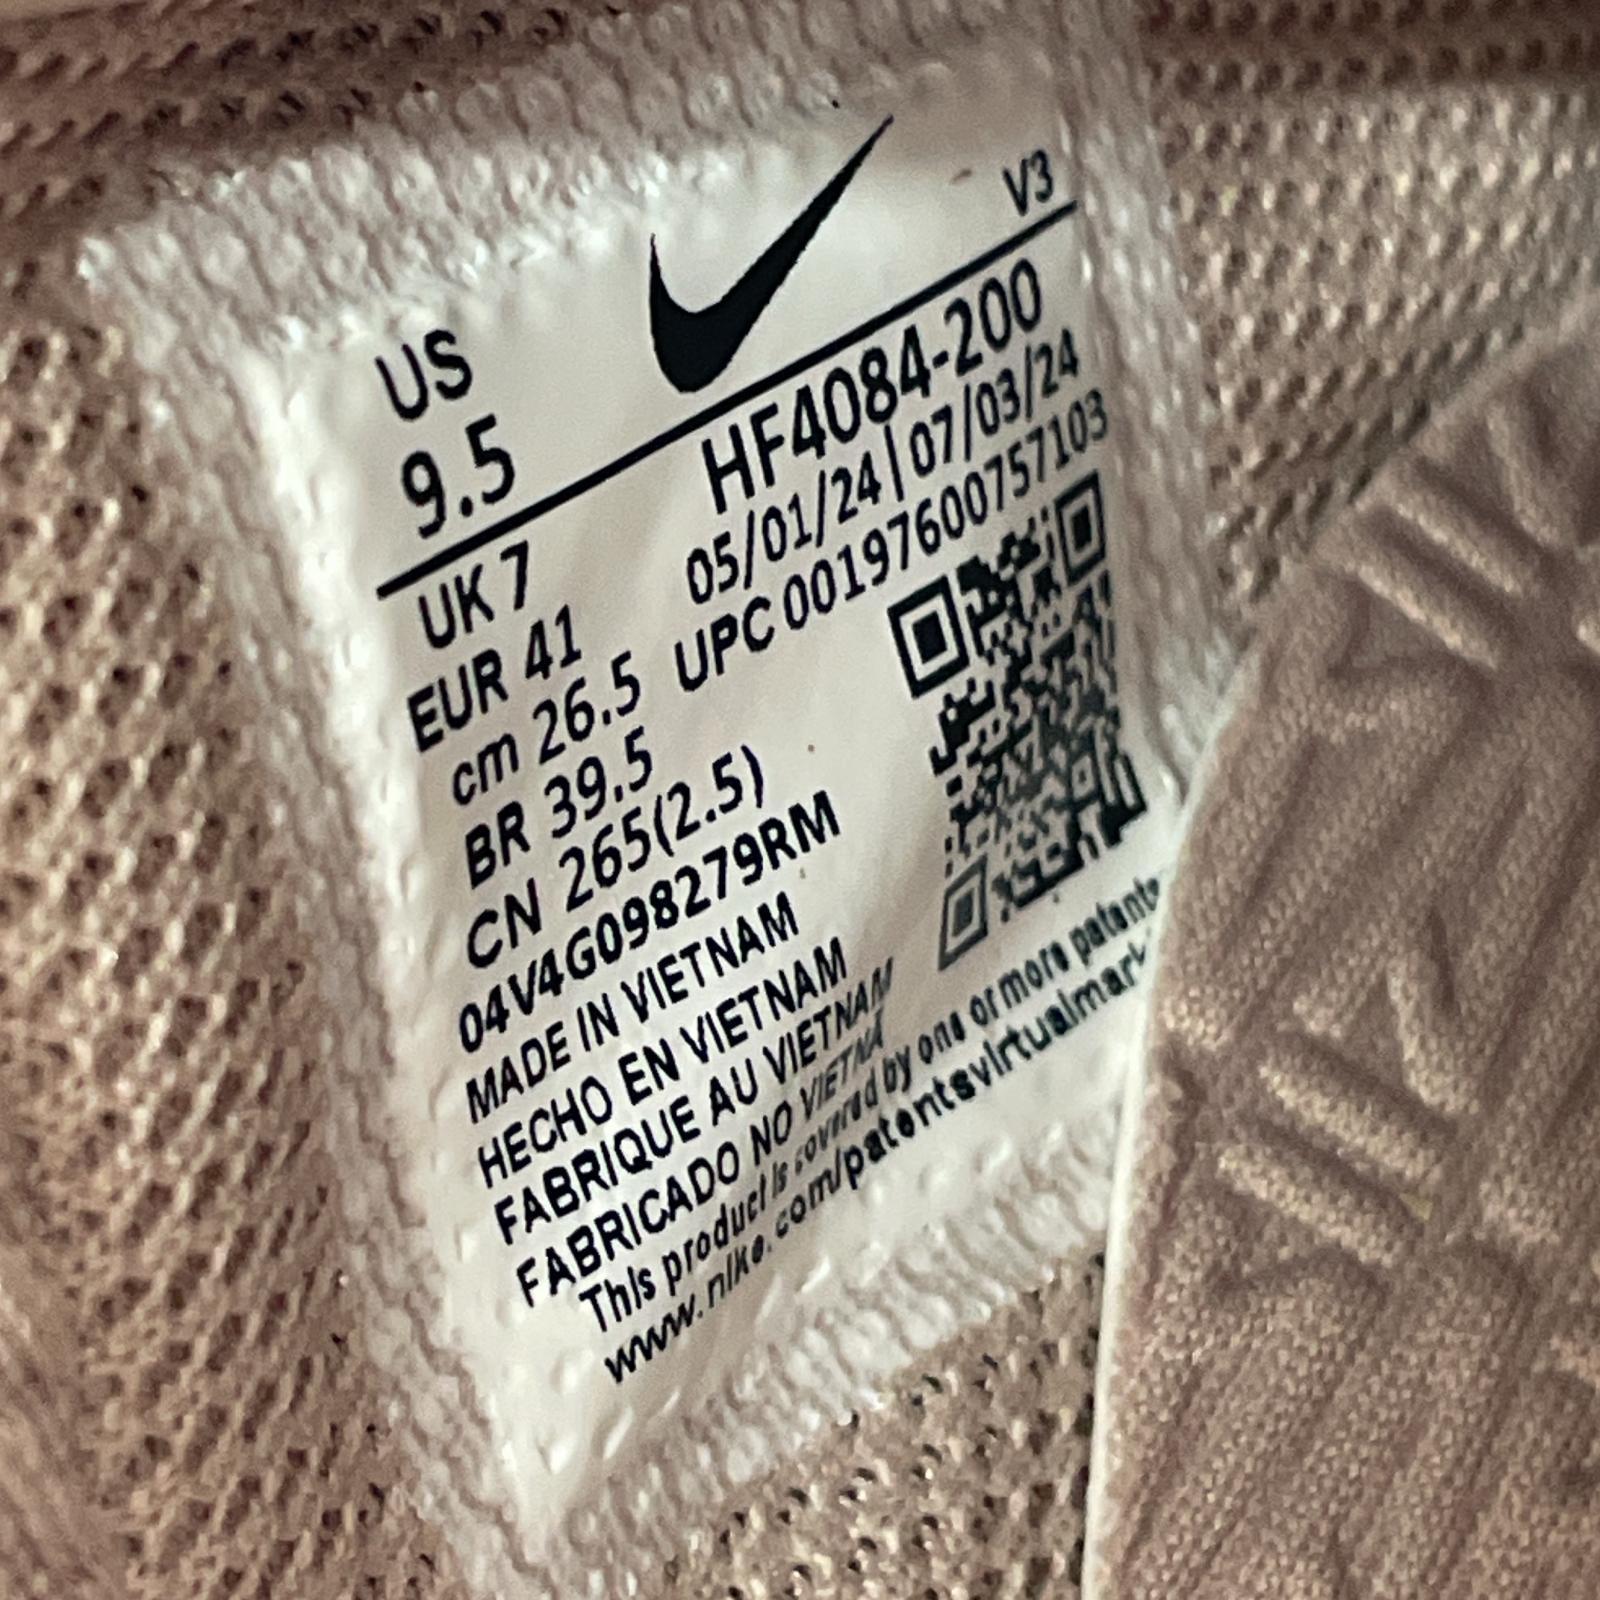 V3
US
9.5
HF4084-200
05/01/24|07/03/24
UPC 00197600757103
UK 7
EUR 41
cm 26.5
BR 39.5
CN 265(2.5)
04V4G098279RM
MADE IN VIETNAM
HECHO EN VIETNAM
FABRIQUE AU VIETNAM
FABRICADO NO VIETNA
This product is covered by one or more patents
www.nike.com/patentsvirtualmark